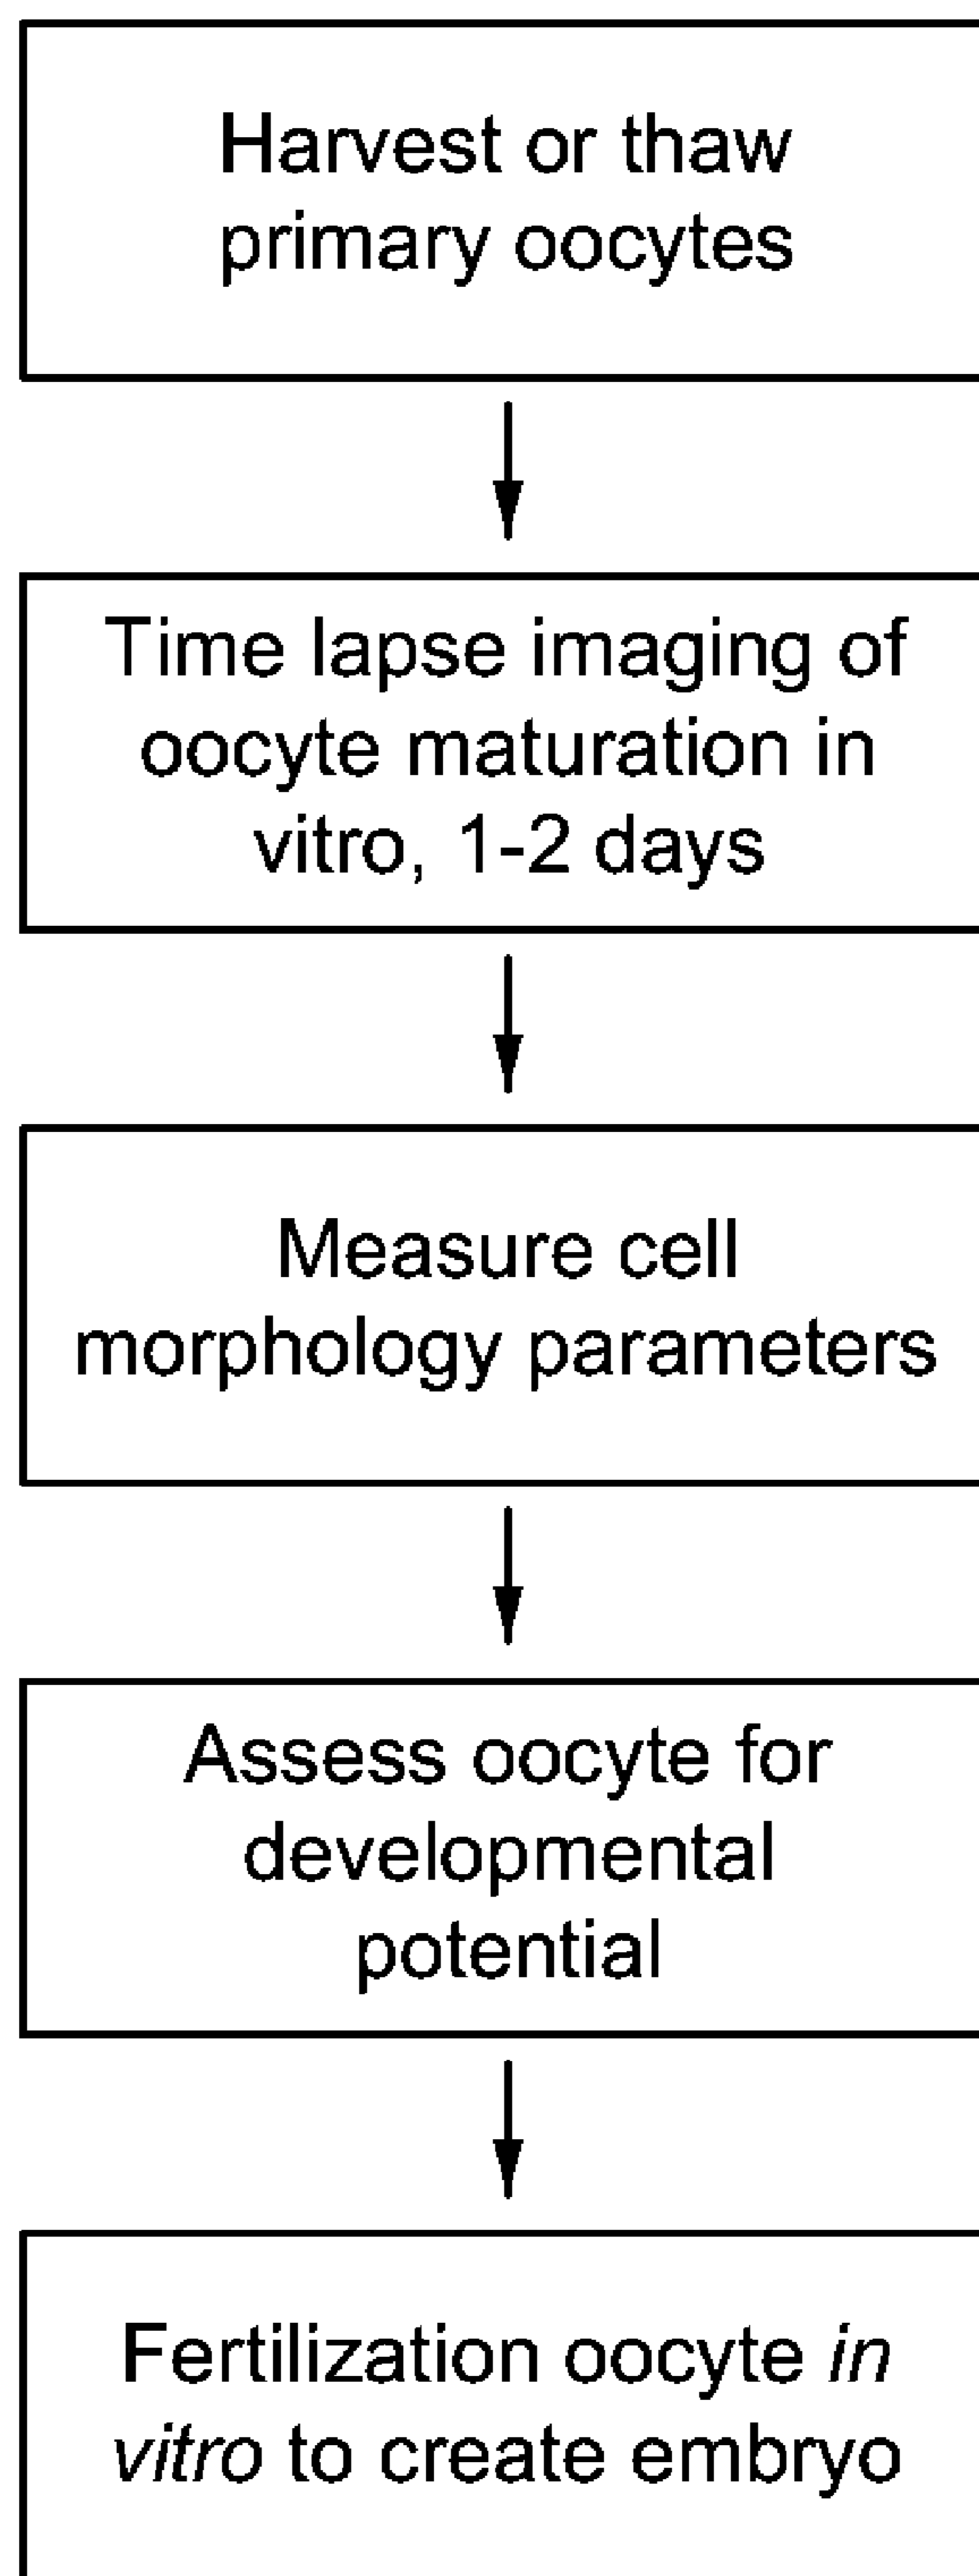 Harvest or thaw
primary oocytes
Time lapse imaging of
oocyte maturation in
vitro, 1-2 days
Measure cell
morphology parameters
Assess oocyte for
developmental
potential
Fertilization oocyte in
vitro to create embryo